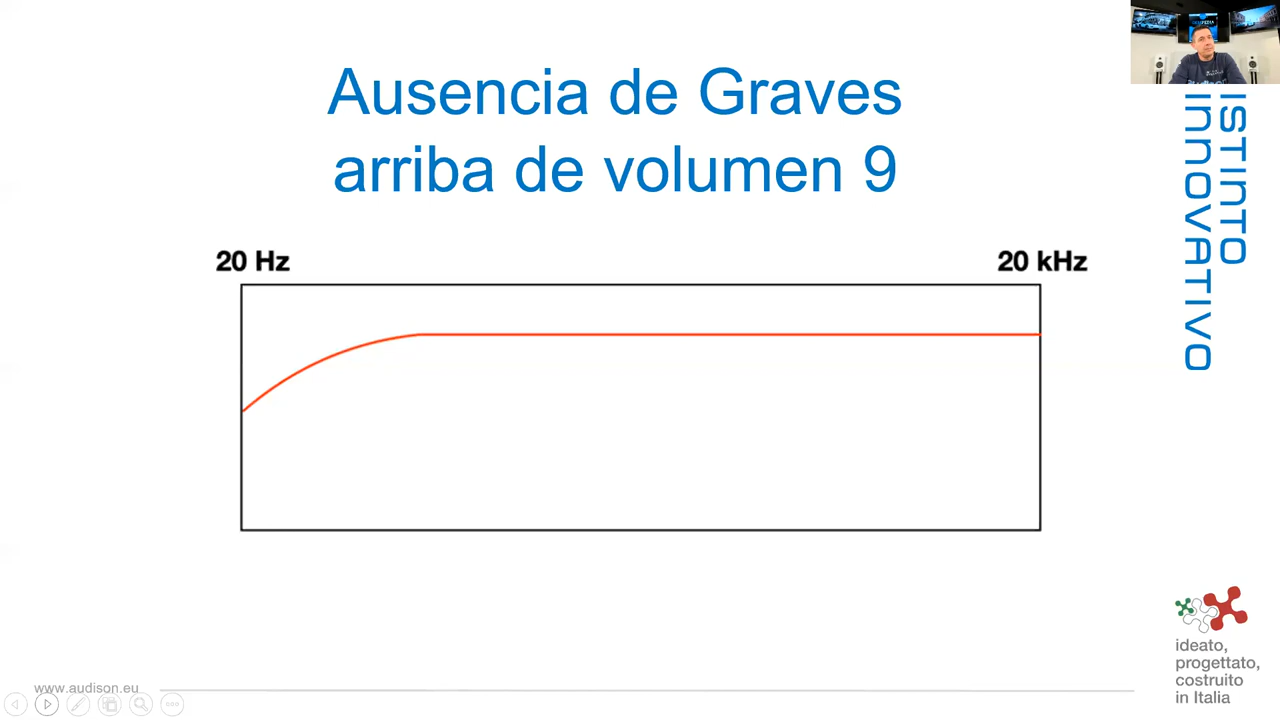 Ausencia de Graves
arriba de volumen 9
20 Hz
20 kHz
ISTINTO
INNOVATIVO
ideato,
progettato,
costruito
in Italia
www.audison.eu